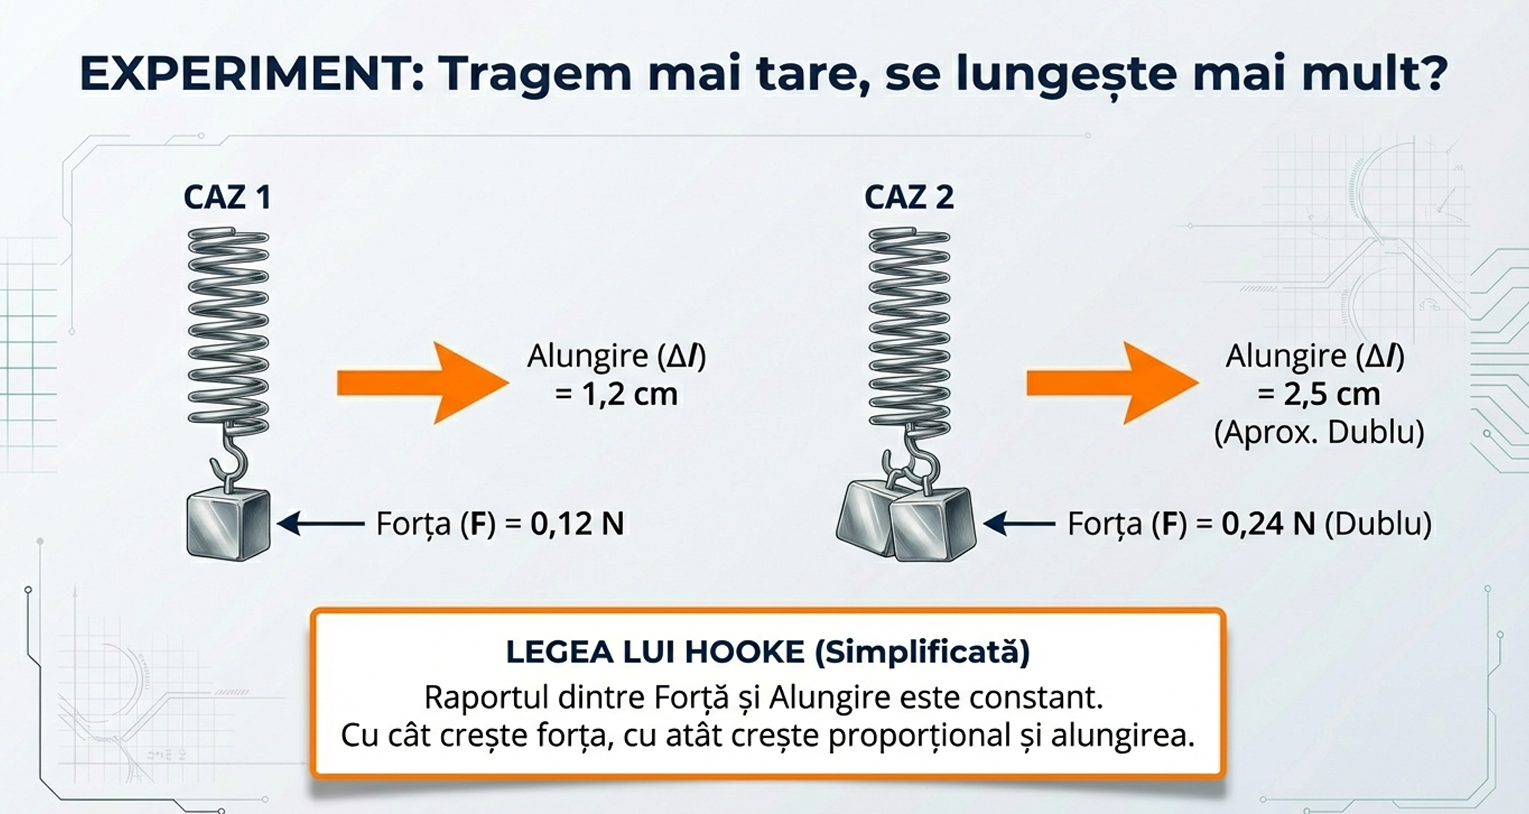 EXPERIMENT: Tragem mai tare, se lungește mai mult?
CAZ 1
Alungire (Δl)
= 1,2 cm
Forța (F) = 0,12 N
CAZ 2
Alungire (Δl)
= 2,5 cm
(Aprox. Dublu)
Forța (F) = 0,24 N (Dublu)
LEGEA LUI HOOKE (Simplificată)
Raportul dintre Forță și Alungire este constant.
Cu cât crește forța, cu atât crește proporțional și alungirea.